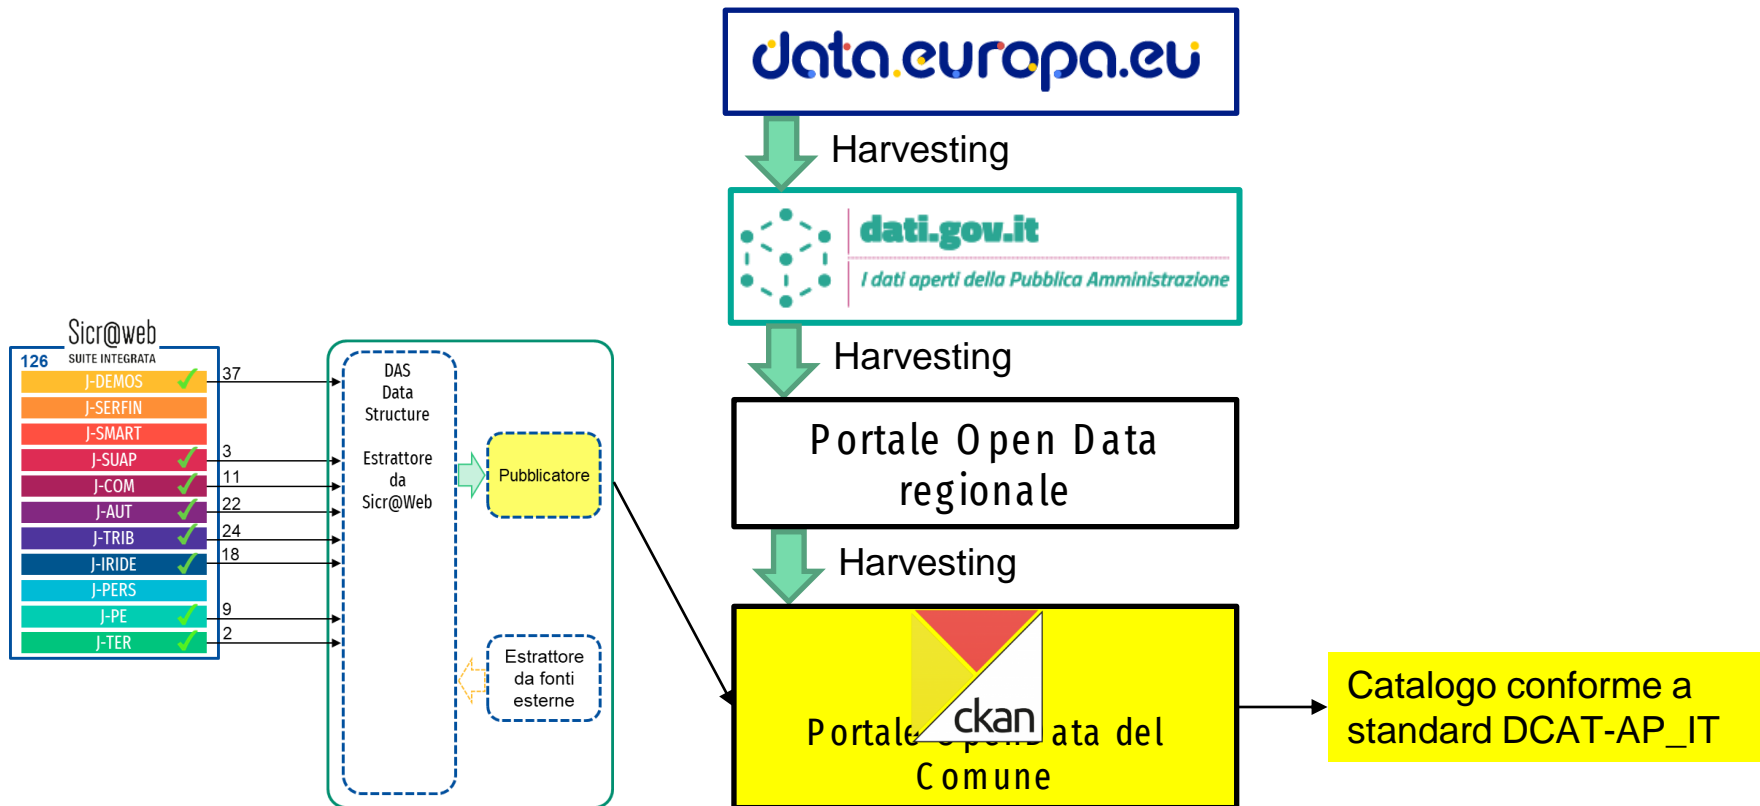 data.europa.eu
Harvesting
dati.gov.it
I dati aperti della Pubblica Amministrazione
Harvesting
Portale Open Data
regionale
Harvesting
ckan
Portale OpenData del
Comune
Catalogo conforme a
standard DCAT-AP_IT
Sicr@web
SUITE INTEGRATA
126
J-DEMOS
37
J-SERFIN
J-SMART
J-SUAP
3
J-COM
11
J-AUT
22
J-TRIB
24
J-IRIDE
18
J-PERS
J-PE
9
J-TER
2
DAS
Data
Structure
Estrattore
da
Sicr@Web
Pubblicatore
Estrattore
da fonti
esterne